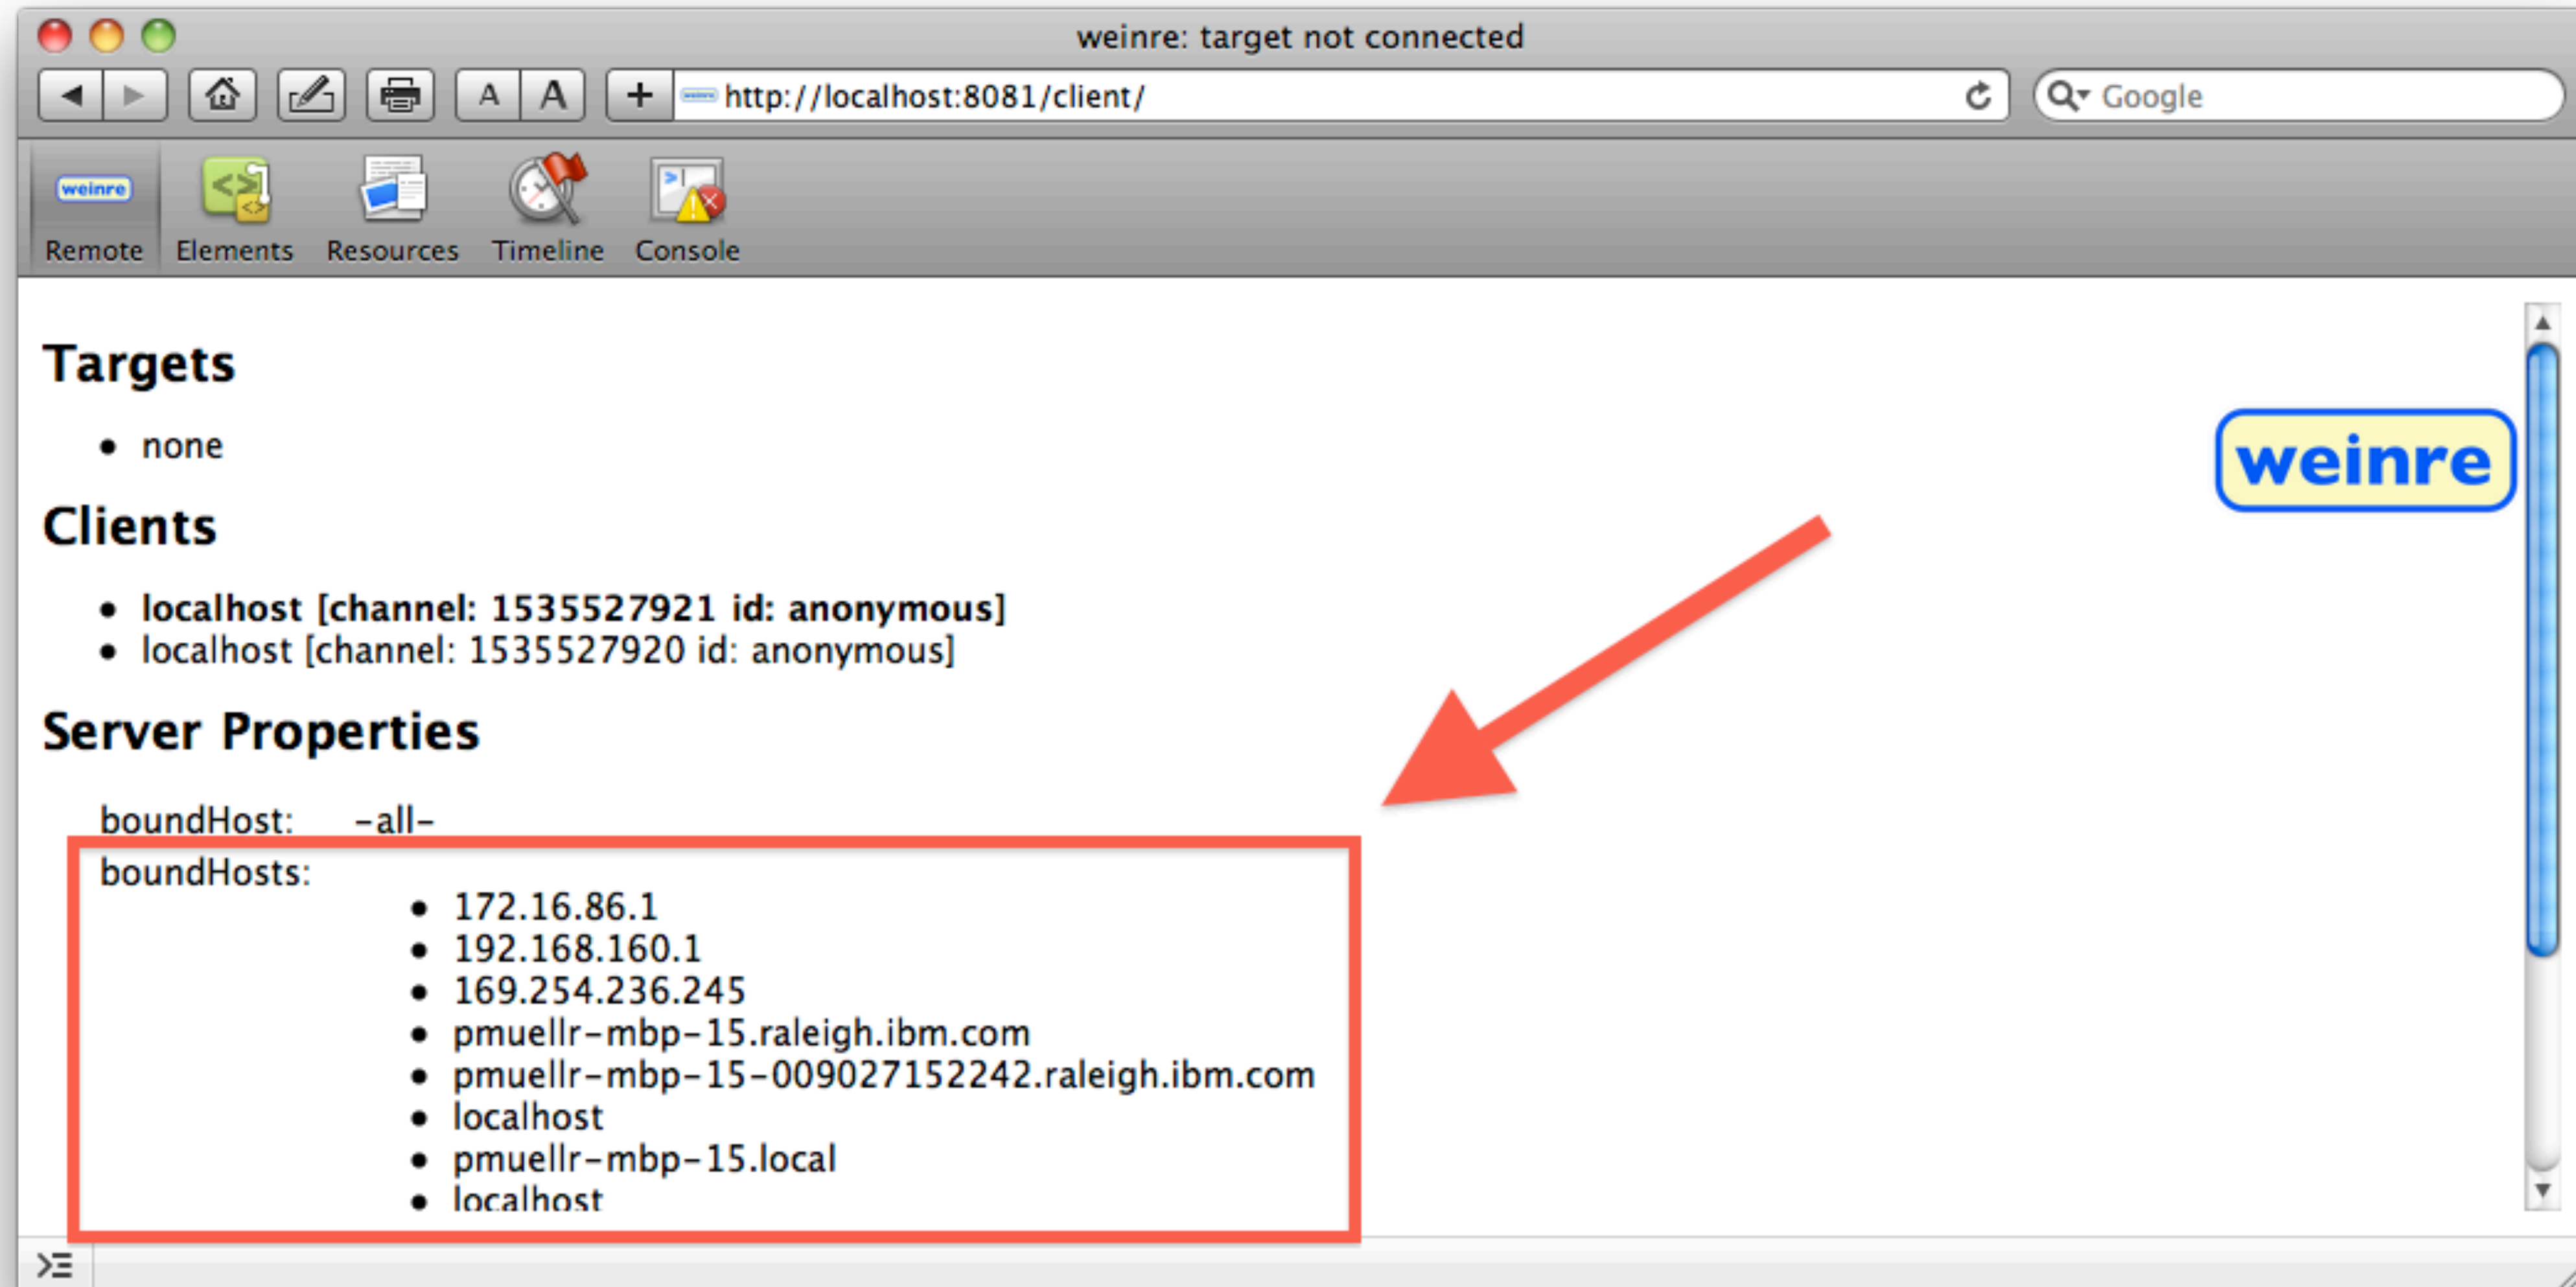 weinre: target not connected
A A + http://localhost:8081/client/ Google
weinre
Remote Elements Resources Timeline Console
Targets
• none
weinre
Clients
• localhost [channel: 1535527921 id: anonymous]
• localhost [channel: 1535527920 id: anonymous]
Server Properties
boundHost: -all-
boundHosts:
• 172.16.86.1
• 192.168.160.1
• 169.254.236.245
• pmuellr-mbp-15.raleigh.ibm.com
• pmuellr-mbp-15-009027152242.raleigh.ibm.com
• localhost
• pmuellr-mbp-15.local
• localhost